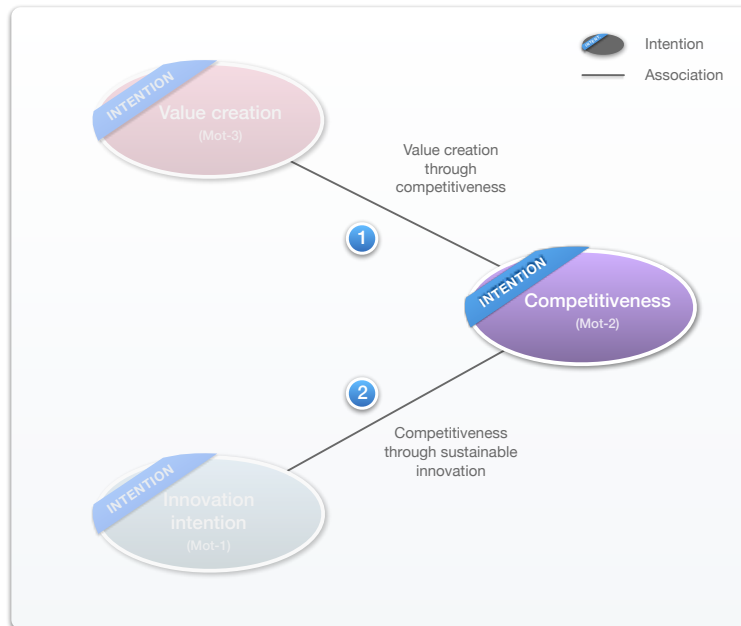 INTENTION
Intention
Association
INTENTION
Value creation
(Mot-3)
Value creation
through
competitiveness
1
INTENTION
Competitiveness
(Mot-2)
2
Competitiveness
through sustainable
innovation
INTENTION
Innovation
intention
(Mot-1)